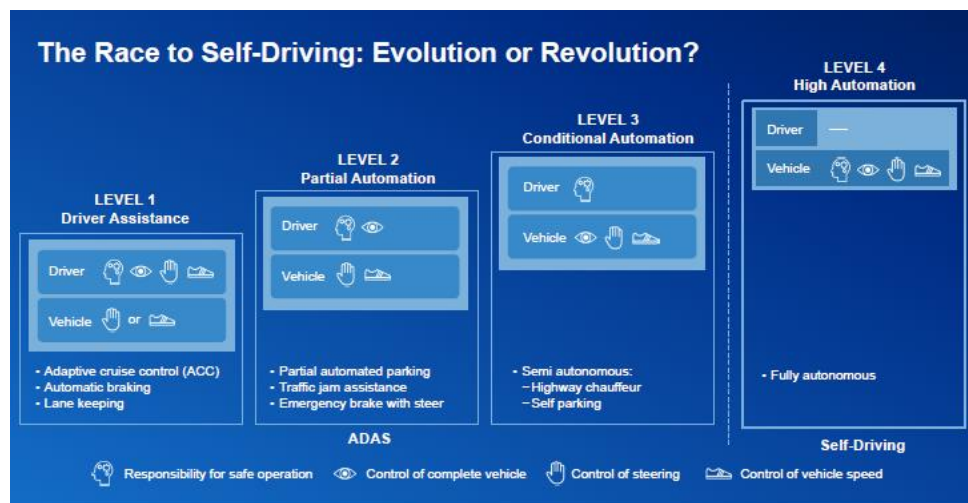 The Race to Self-Driving: Evolution or Revolution?
LEVEL 1
Driver Assistance
Driver
Vehicle or
- Adaptive cruise control (ACC)
- Automatic braking
- Lane keeping
LEVEL 2
Partial Automation
Driver
Vehicle
- Partial automated parking
- Traffic jam assistance
- Emergency brake with steer
LEVEL 3
Conditional Automation
Driver
Vehicle
- Semi autonomous:
– Highway chauffeur
– Self parking
LEVEL 4
High Automation
Driver —
Vehicle
- Fully autonomous
ADAS
Self-Driving
Responsibility for safe operation
Control of complete vehicle
Control of steering
Control of vehicle speed